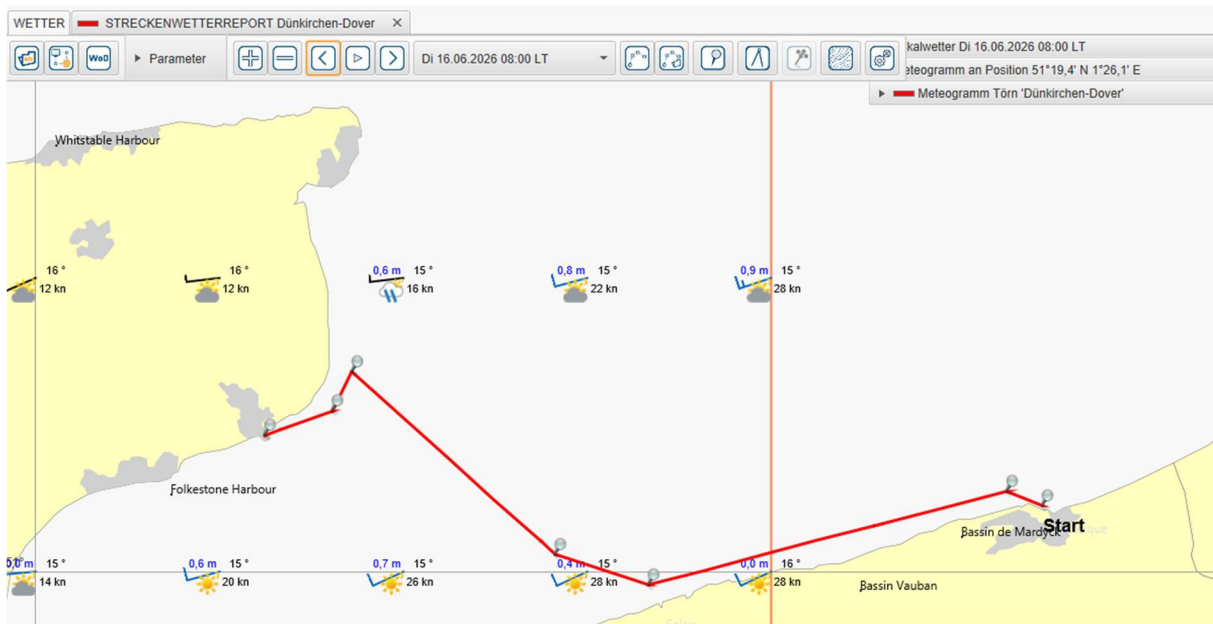 WETTER
STRECKENWETTERREPORT Dünkirchen-Dover
WoD
Parameter
Di 16.06.2026 08:00 LT
kalwetter Di 16.06.2026 08:00 LT
eteogramm an Position 51°19,4' N 1°26,1' E
Meteogramm Törn 'Dünkirchen-Dover'
Whitstable Harbour
16 °
12 kn
16 °
12 kn
0,6 m 15 °
16 kn
0,8 m 15 °
22 kn
0,9 m 15 °
28 kn
Folkestone Harbour
Start
Bassin de Mardyck
que
15 °
14 kn
0,6 m 15 °
20 kn
0,7 m 15 °
26 kn
0,4 m 15 °
28 kn
0,0 m 16 °
28 kn
Bassin Vauban
Calais